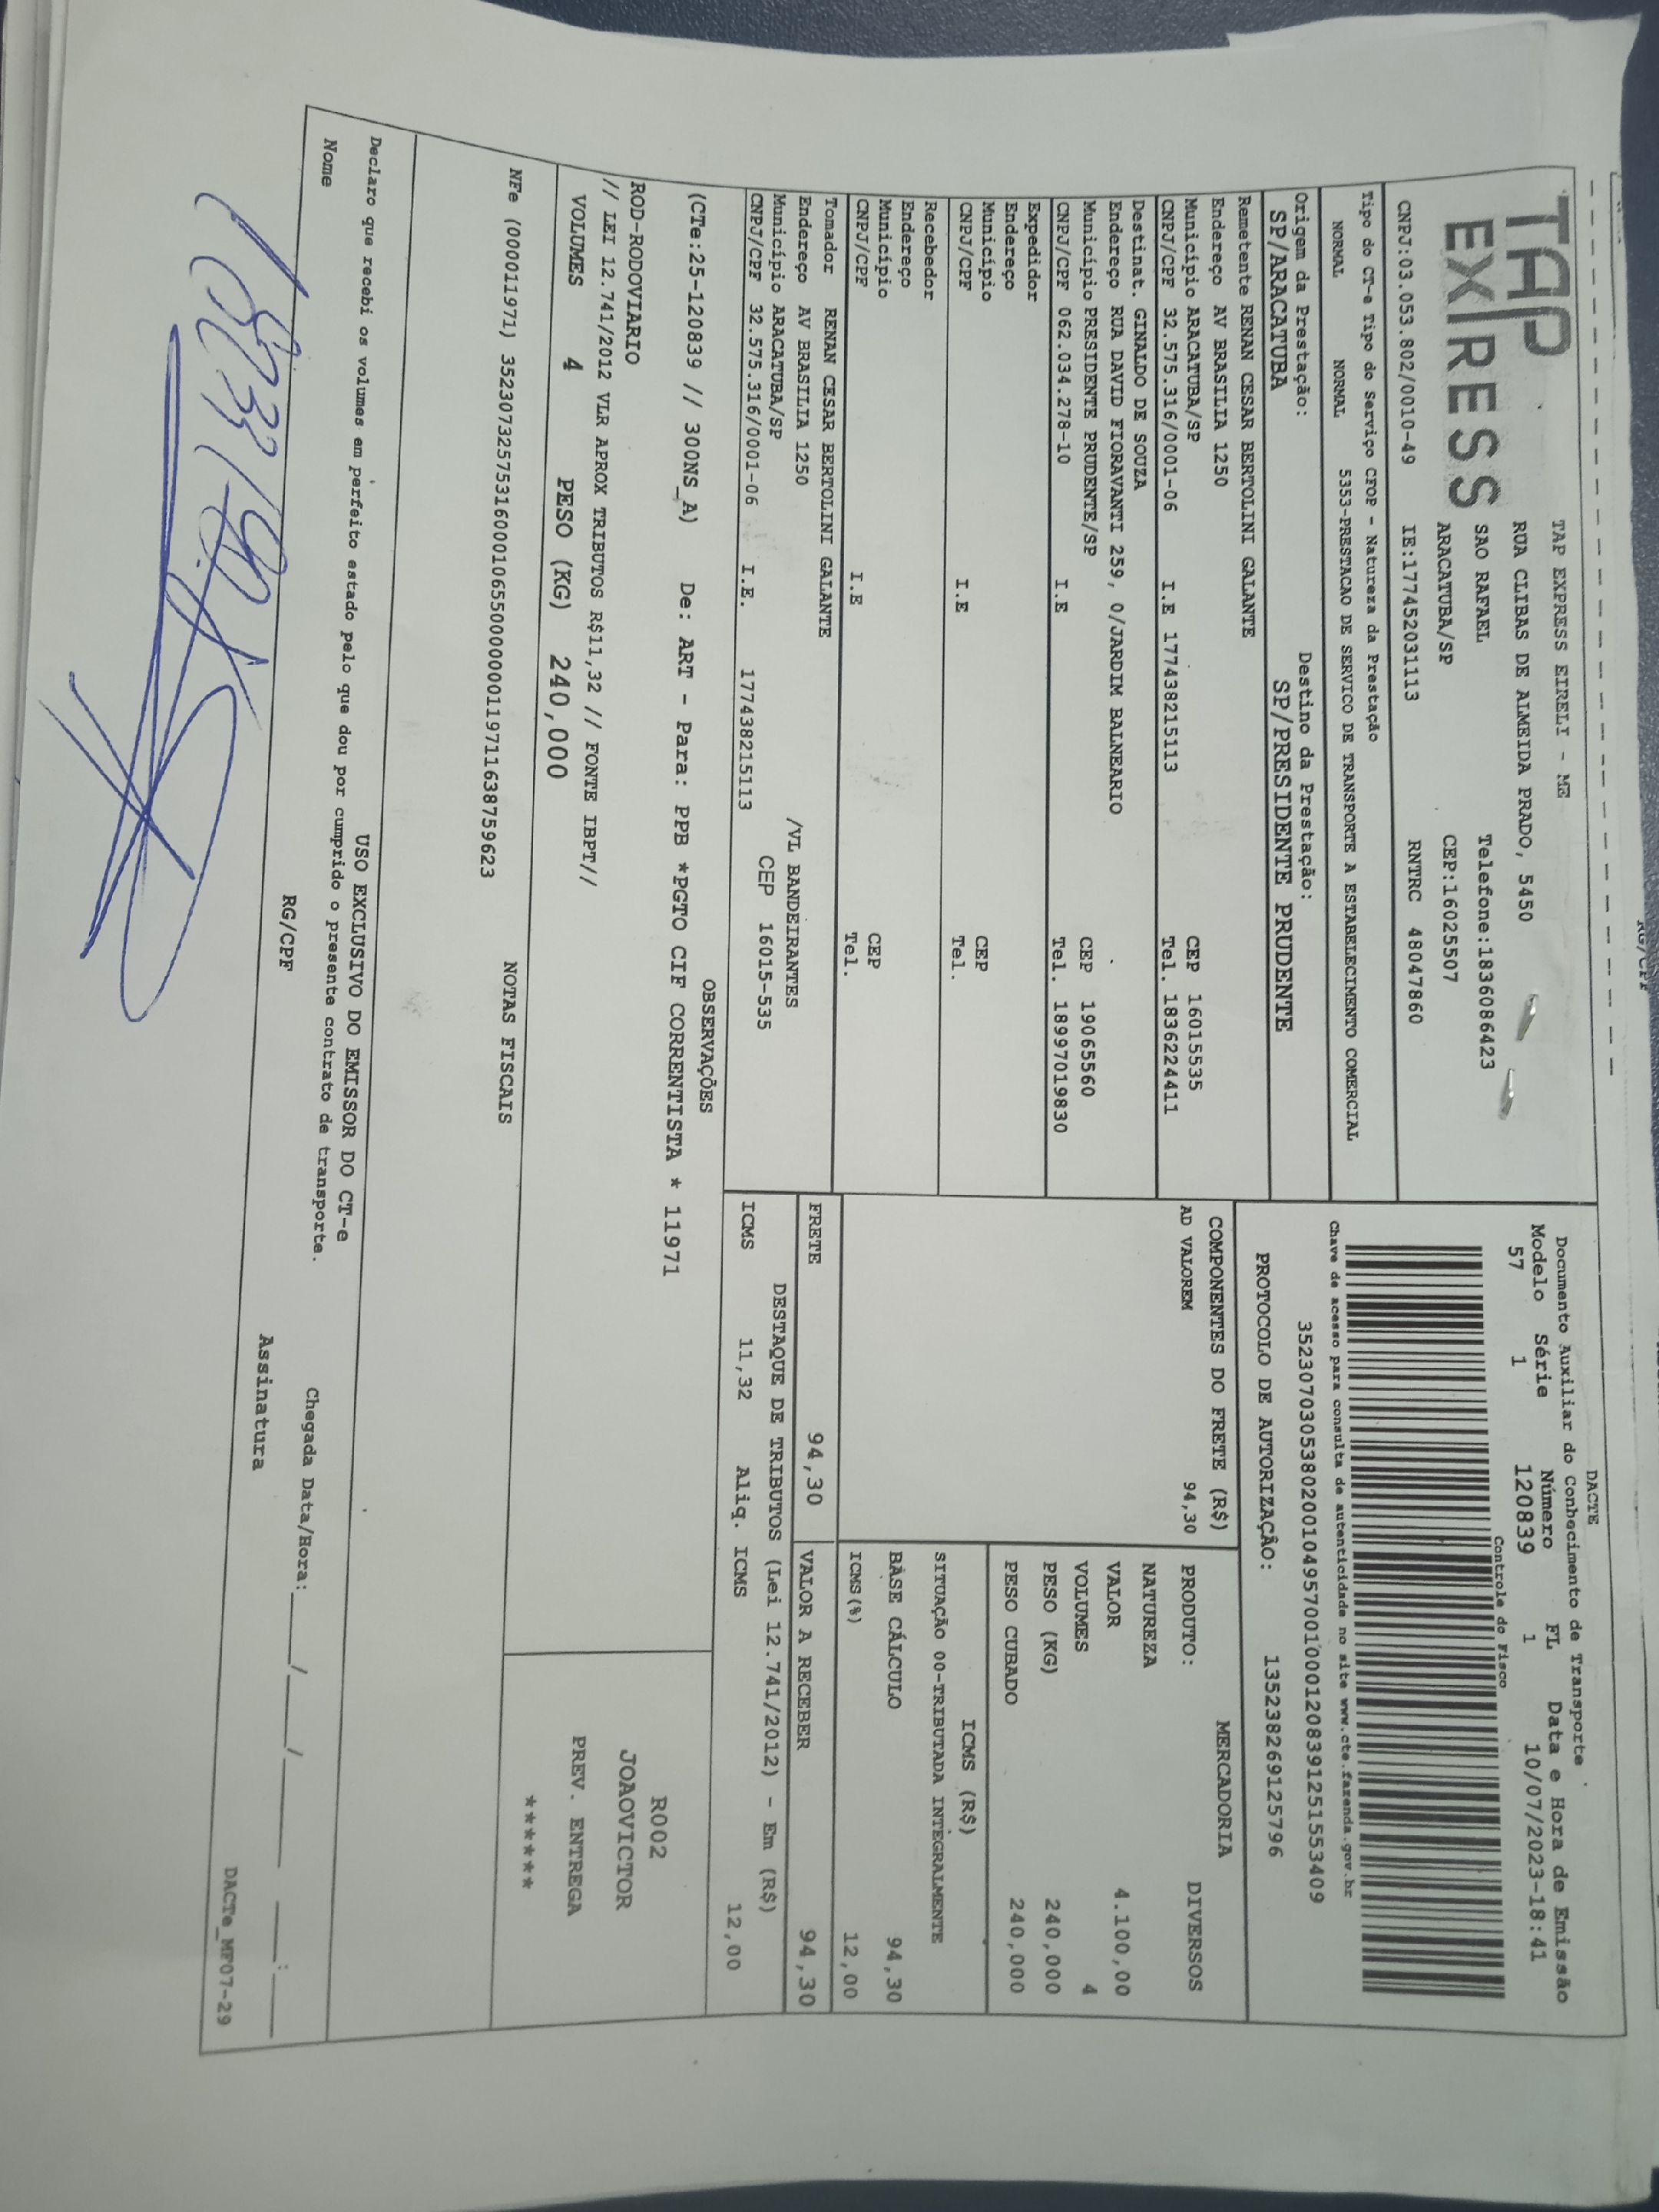 RG/CPF
TAP
EXPRESS
TAP EXPRESS EIRELI - ME
RUA CLIBAS DE ALMEIDA PRADO, 5450
SAO RAFAEL Telefone:1836086423
ARACATUBA/SP CEP:16025507
CNPJ:03.053.802/0010-49 IE:177452031113 RNTRC 48047860
Tipo do CT-e Tipo do Serviço CFOP - Natureza da Prestação
NORMAL NORMAL 5353-PRESTACAO DE SERVICO DE TRANSPORTE A ESTABELECIMENTO COMERCIAL
Origem da Prestação: Destino da Prestação:
SP/ARACATUBA SP/PRESIDENTE PRUDENTE
Remetente RENAN CESAR BERTOLINI GALANTE
Endereço AV BRASILIA 1250
Município ARACATUBA/SP CEP 16015535
CNPJ/CPF 32.575.316/0001-06 I.E 177438215113 Tel. 1836224411
Destinat. GINALDO DE SOUZA
Endereço RUA DAVID FIORAVANTI 259, 0/JARDIM BALNEARIO
Município PRESIDENTE PRUDENTE/SP CEP 19065560
CNPJ/CPF 062.034.278-10 I.E Tel. 18997019830
Expedidor
Endereço
Município CEP
CNPJ/CPF I.E Tel.
Recebedor
Endereço
Município CEP
CNPJ/CPF I.E Tel.
Tomador RENAN CESAR BERTOLINI GALANTE
Endereço AV BRASILIA 1250 /VL BANDEIRANTES
Município ARACATUBA/SP CEP 16015-535
CNPJ/CPF 32.575.316/0001-06 I.E. 177438215113
DACTE
Documento Auxiliar do Conhecimento de Transporte
Modelo Série Número FL Data e Hora de Emissão
57 1 120839 1 10/07/2023-18:41
Controle do Fisco
Chave de acesso para consulta de autenticidade no site www.cte.fazenda.gov.br
35230703053802001049570010001208391251553409
PROTOCOLO DE AUTORIZAÇÃO: 135238269125796
COMPONENTES DO FRETE (R$)
AD VALOREM 94,30
MERCADORIA
PRODUTO: DIVERSOS
NATUREZA
VALOR 4.100,00
VOLUMES 4
PESO (KG) 240,000
PESO CUBADO 240,000
ICMS (R$)
SITUAÇÃO 00-TRIBUTADA INTEGRALMENTE
BASE CÁLCULO 94,30
ICMS(%) 12,00
FRETE 94,30 VALOR A RECEBER 94,30
DESTAQUE DE TRIBUTOS (Lei 12.741/2012) - Em (R$)
ICMS 11,32 Aliq. ICMS 12,00
OBSERVAÇÕES
(CTe:25-120839 // 300NS_A) De: ART - Para: PPB *PGTO CIF CORRENTISTA * 11971
ROD-RODOVIARIO
// LEI 12.741/2012 VLR APROX TRIBUTOS R$11,32 // FONTE IBPT//
VOLUMES 4 PESO (KG) 240,000
R002
JOAOVICTOR
PREV. ENTREGA
******
NOTAS FISCAIS
NFe (000011971) 35230732575316000106550000000119711638759623
USO EXCLUSIVO DO EMISSOR DO CT-e
Declaro que recebi os volumes em perfeito estado pelo que dou por cumprido o presente contrato de transporte.
Nome RG/CPF Assinatura Chegada Data/Hora:____/____/______ ____:____
DACTe_MF07-29